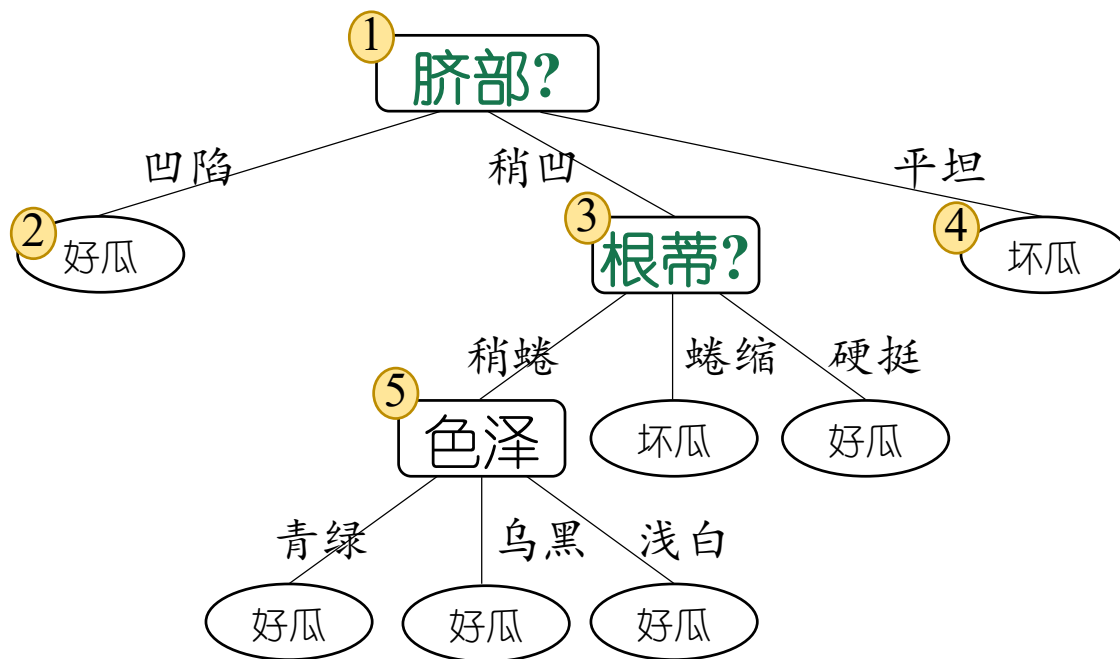 1
脐部?
凹陷
稍凹
平坦
2
好瓜
3
根蒂?
4
坏瓜
稍蜷
蜷缩
硬挺
5
色泽
坏瓜
好瓜
青绿
乌黑
浅白
好瓜
好瓜
好瓜